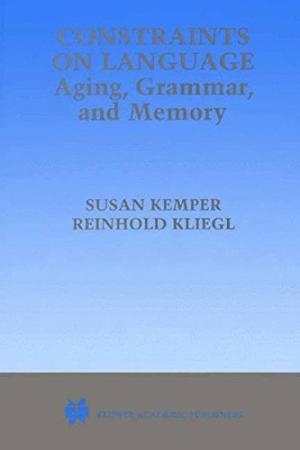 CONSTRAINTS
ON LANGUAGE
Aging, Grammar,
and Memory
SUSAN KEMPER
REINHOLD KLIEGL
KLUWER ACADEMIC PUBLISHERS